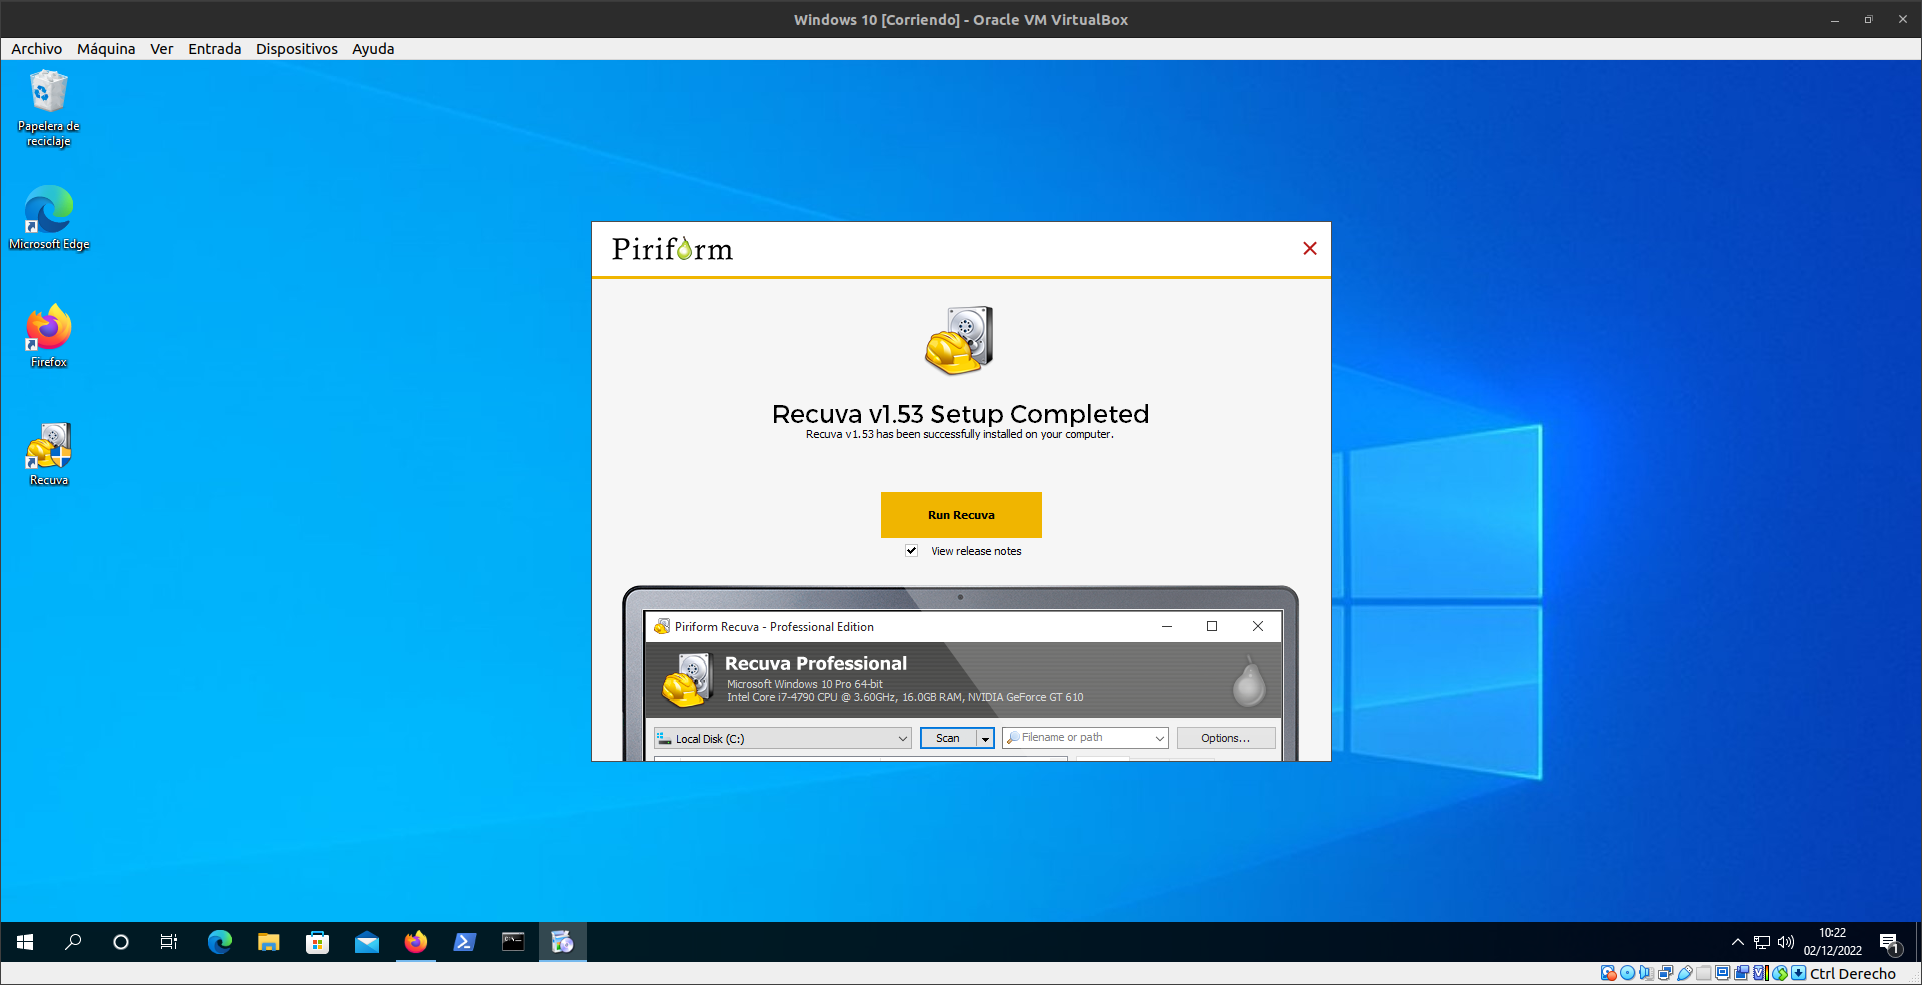 Windows 10 [Corriendo] - Oracle VM VirtualBox
Archivo Máquina Ver Entrada Dispositivos Ayuda
Papelera de
reciclaje
Microsoft Edge
Firefox
Recuva
Piriform
Recuva v1.53 Setup Completed
Recuva v1.53 has been successfully installed on your computer.
Run Recuva
View release notes
Piriform Recuva - Professional Edition
Recuva Professional
Microsoft Windows 10 Pro 64-bit
Intel Core i7-4790 CPU @ 3.60GHz, 16.0GB RAM, NVIDIA GeForce GT 610
Local Disk (C:) Scan Filename or path Options...
10:22
02/12/2022
1
Ctrl Derecho